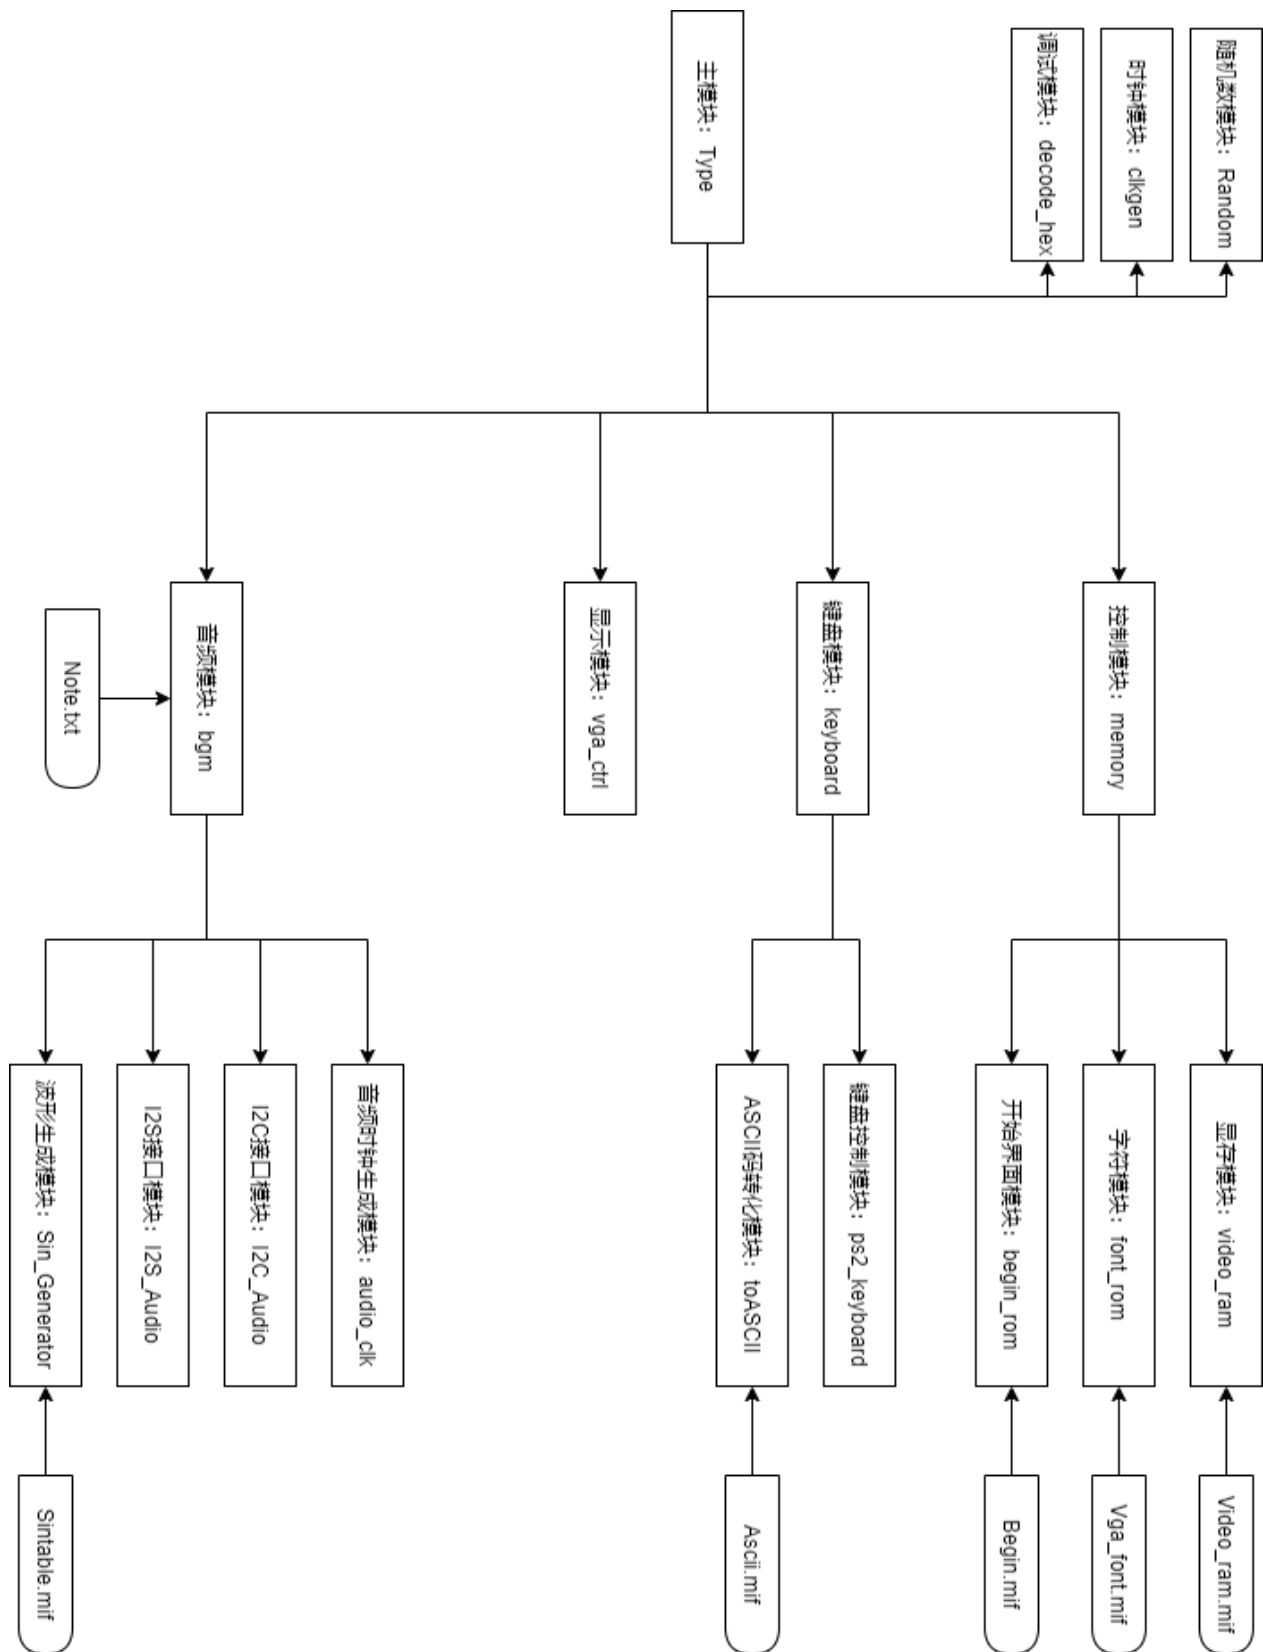 随机数模块：Random
时钟模块：clkgen
调试模块：decode_hex
主模块：Type
控制模块：memory
键盘模块：keyboard
显示模块：vga_ctrl
音频模块：bgm
Note.txt
显存模块：video_ram
字符模块：font_rom
开始界面模块：begin_rom
键盘控制模块：ps2_keyboard
ASCII码转化模块：toASCII
音频时钟生成模块：audio_clk
I2C接口模块：I2C_Audio
I2S接口模块：I2S_Audio
波形生成模块：Sin_Generator
Video_ram.mif
Vga_font.mif
Begin.mif
Ascii.mif
Sintable.mif